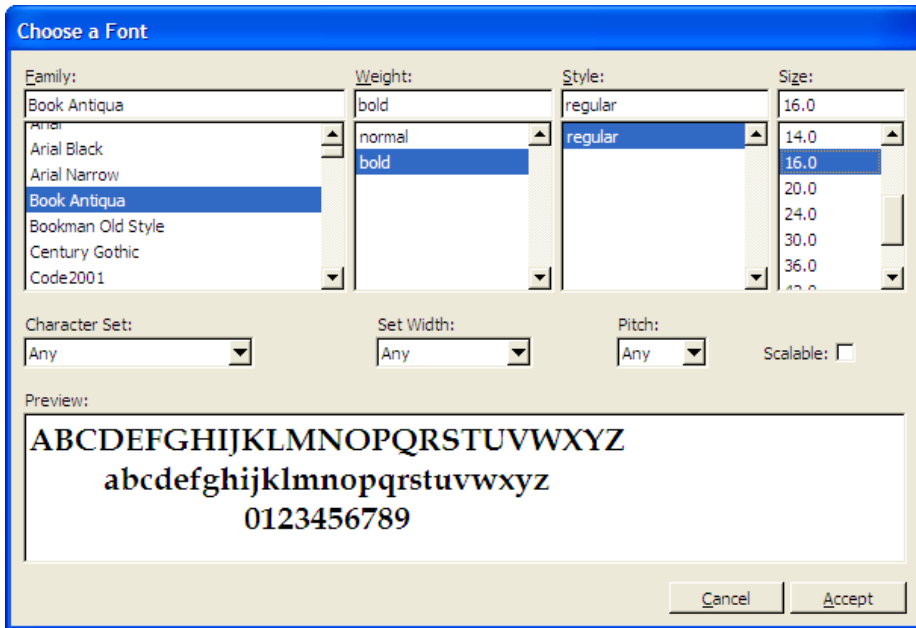 Choose a Font
Family: Weight: Style: Size:
Book Antiqua bold regular 16.0
Arial normal regular 14.0
Arial Black bold 16.0
Arial Narrow 20.0
Book Antiqua 24.0
Bookman Old Style 30.0
Century Gothic 36.0
Code2001
Character Set: Set Width: Pitch:
Any Any Any Scalable:
Preview:
ABCDEFGHIJKLMNOPQRSTUVWXYZ
abcdefghijklmnopqrstuvwxyz
0123456789
Cancel Accept